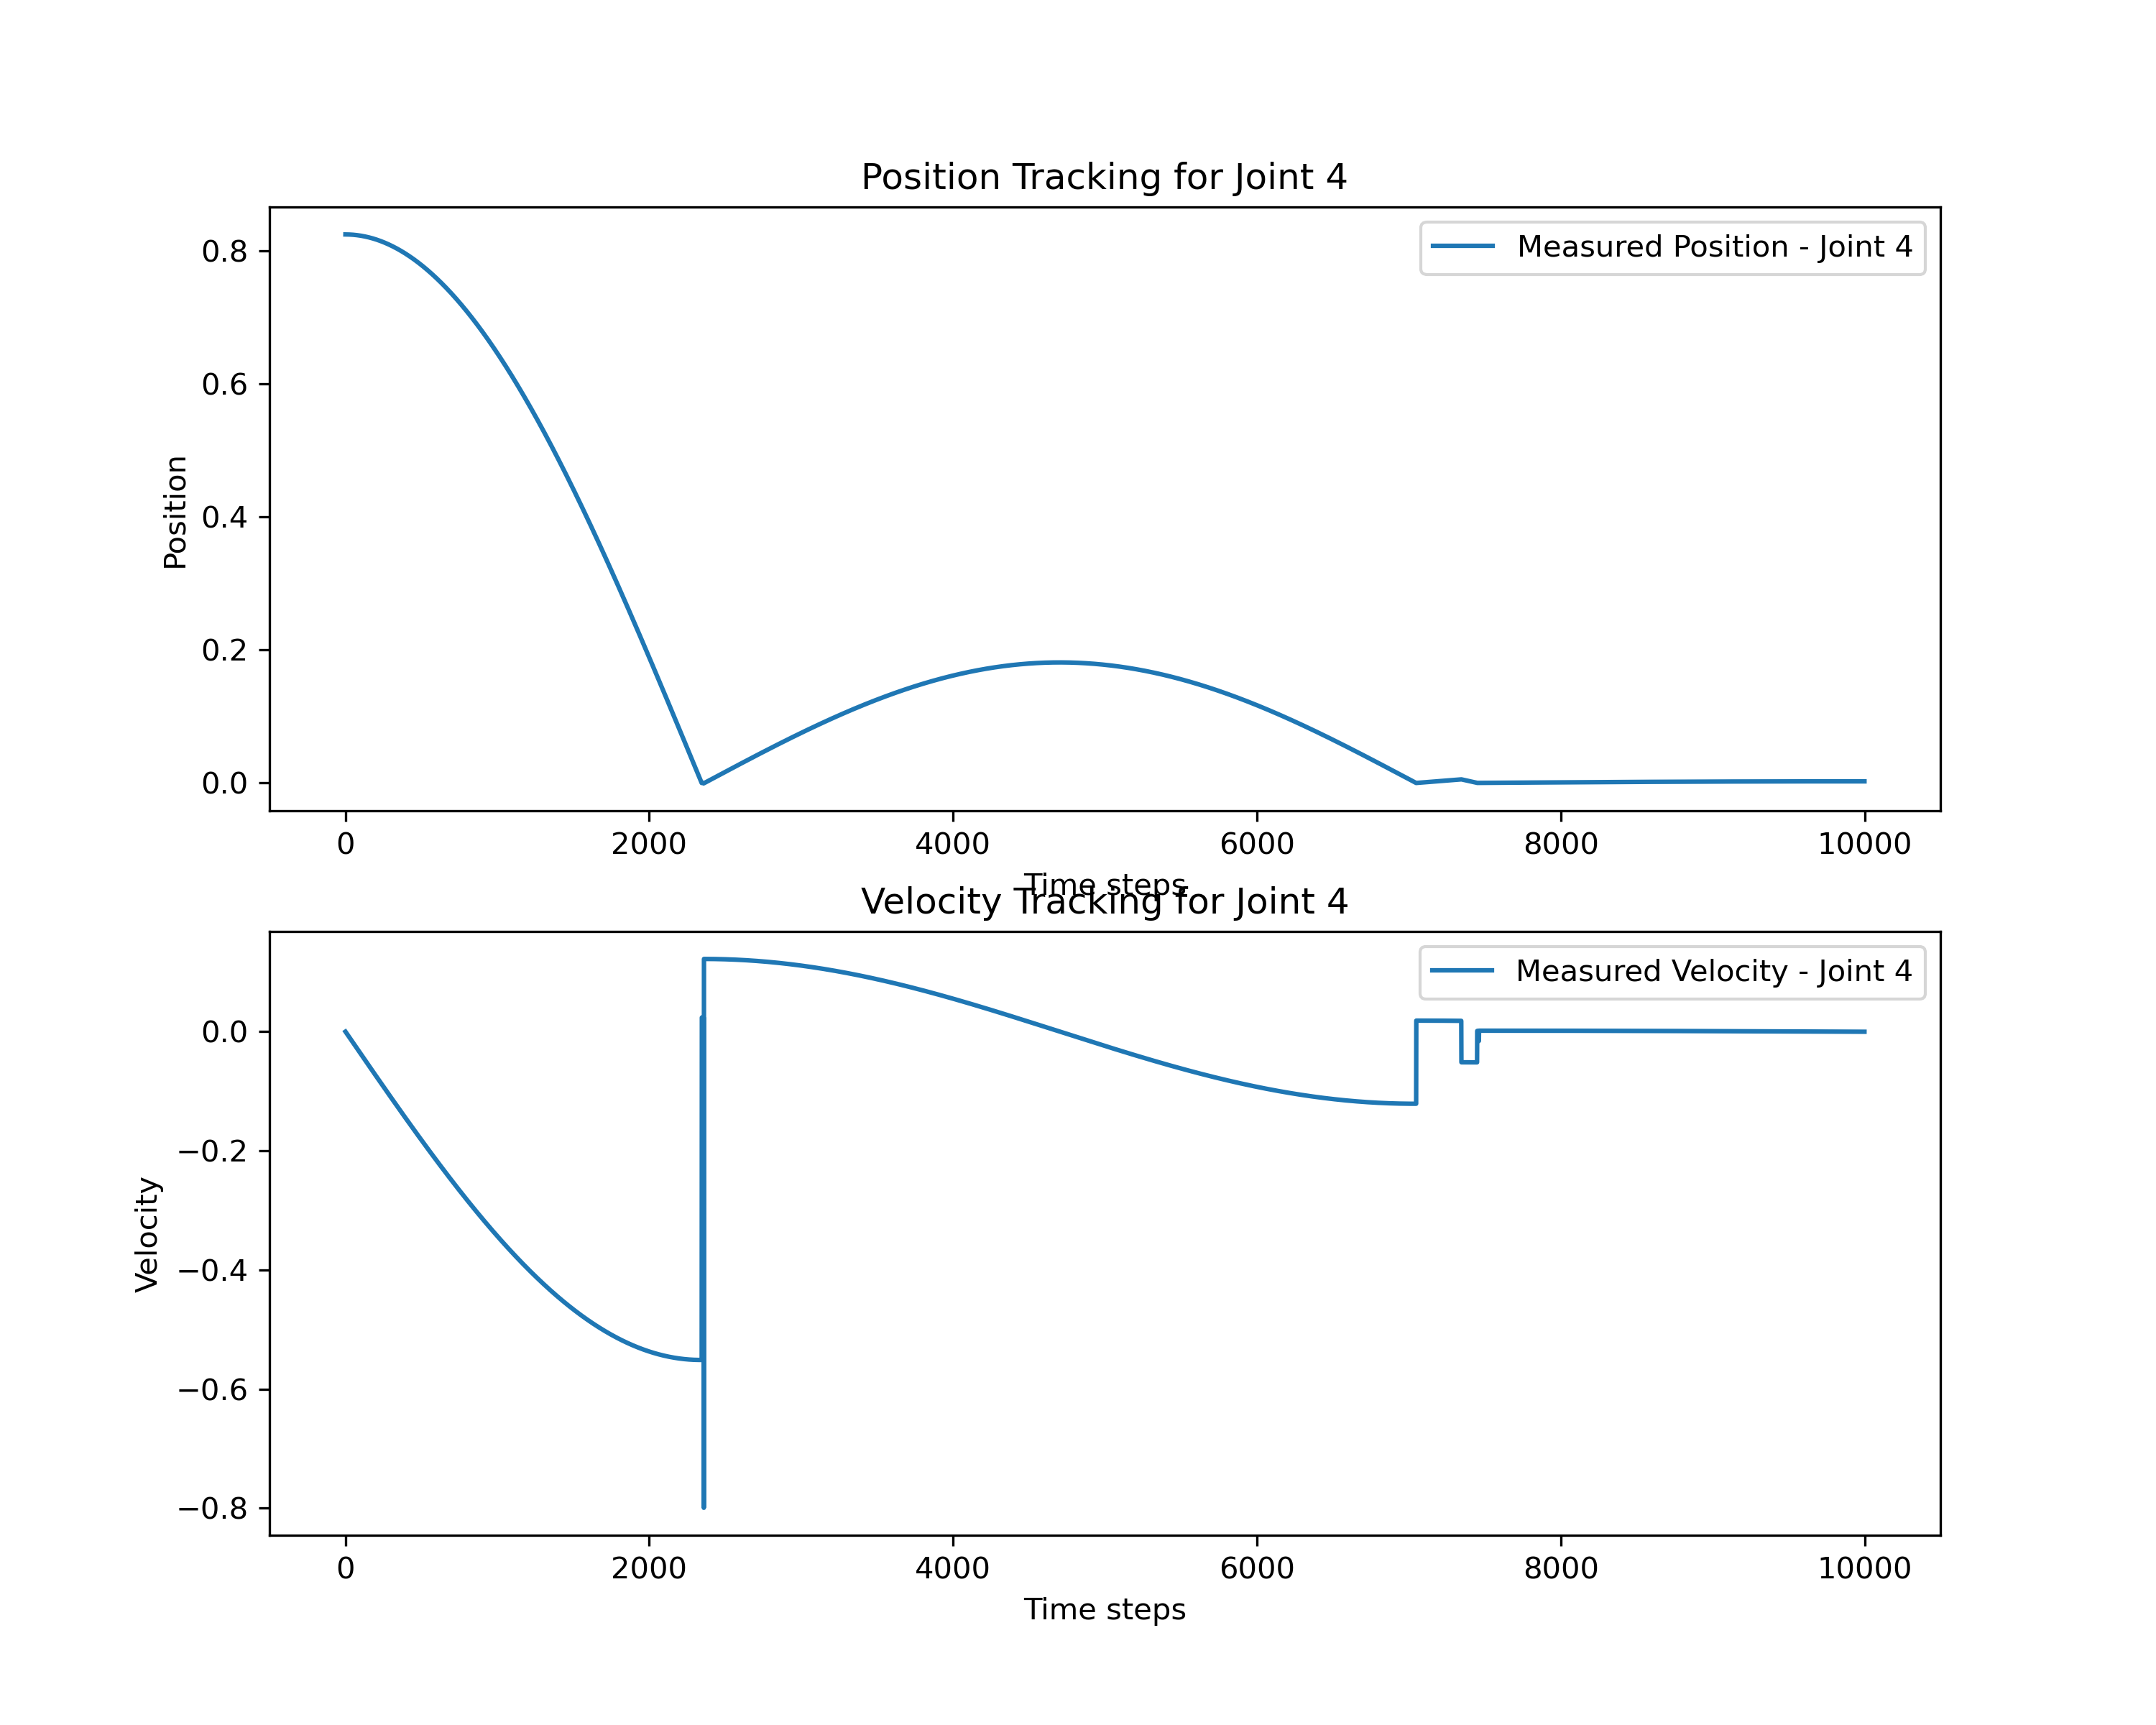 Position Tracking for Joint 4
Measured Position - Joint 4
Position
0.8
0.6
0.4
0.2
0.0
0 2000 4000 6000 8000 10000
Time steps
Velocity Tracking for Joint 4
Measured Velocity - Joint 4
Velocity
0.0
−0.2
−0.4
−0.6
−0.8
0 2000 4000 6000 8000 10000
Time steps